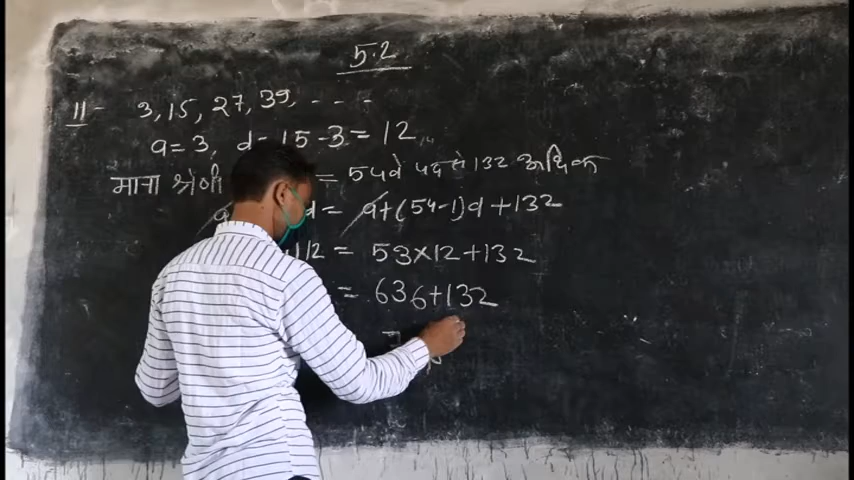 5.2
11- 3, 15, 27, 39, - - - -
a=3, d=15-3= 12
माना श्रेणी = 54वे पद से 132 अधिक
d= a+(54-1)d+132
= 53×12+132
= 636+132